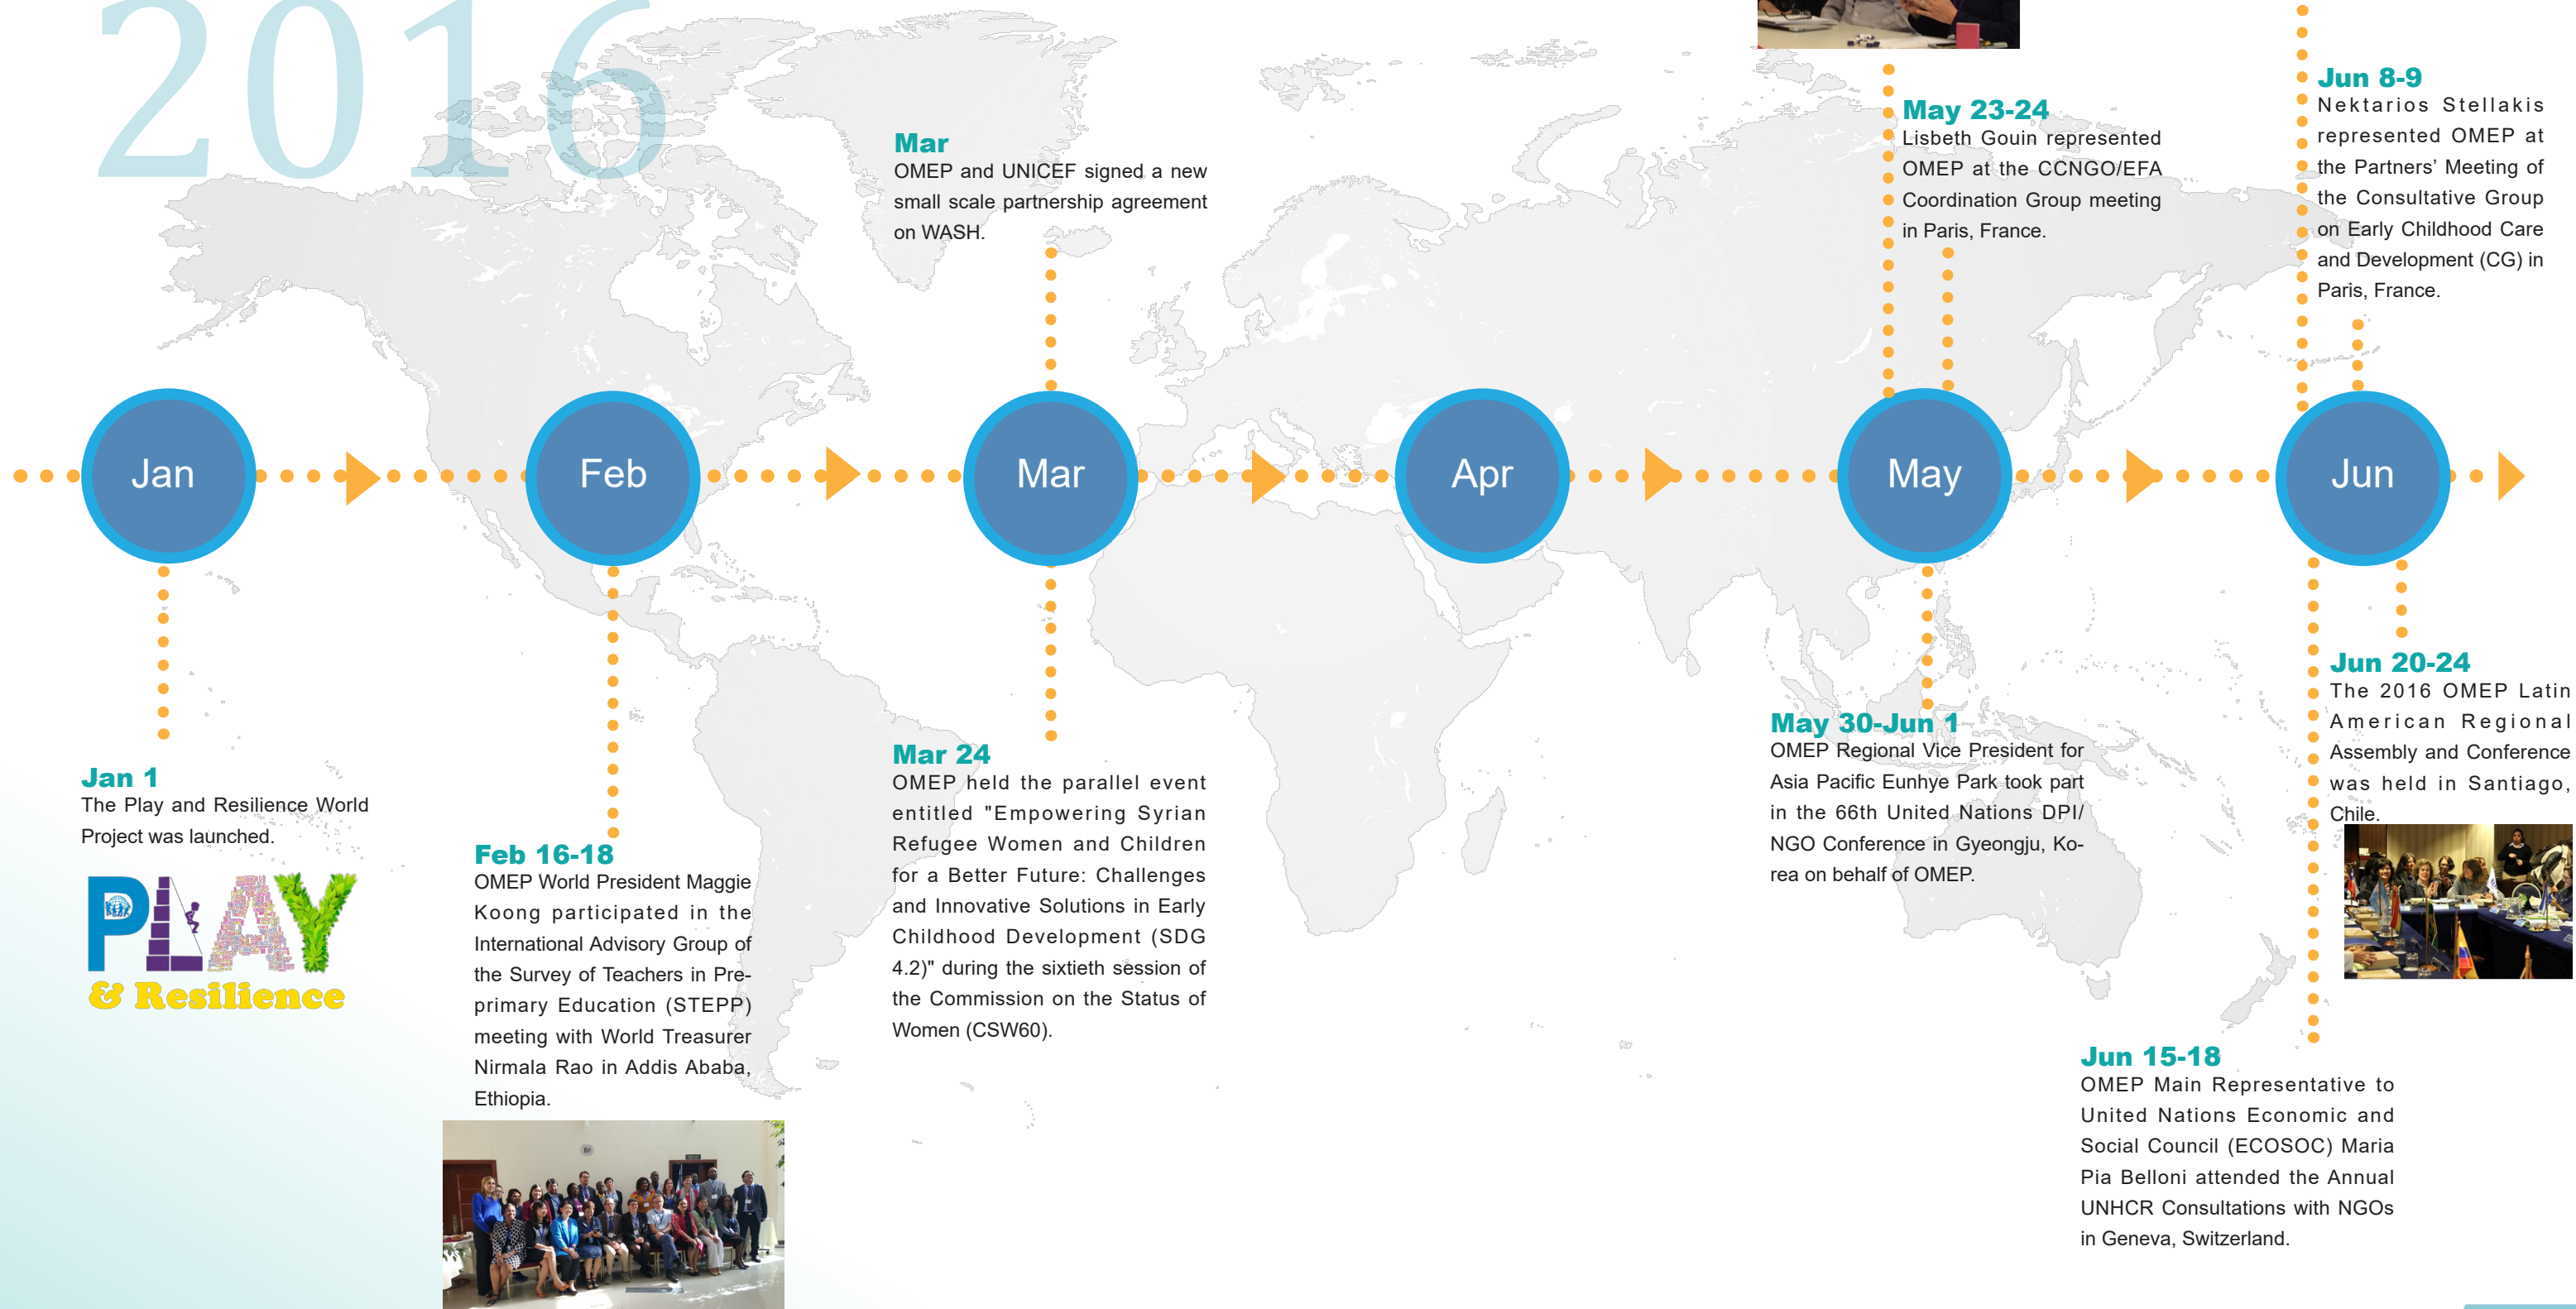 2016
Mar
OMEP and UNICEF signed a new
small scale partnership agreement
on WASH.
May 23-24
Lisbeth Gouin represented
OMEP at the CCNGO/EFA
Coordination Group meeting
in Paris, France.
Jun 8-9
Nektarios Stellakis
represented OMEP at
the Partners' Meeting of
the Consultative Group
on Early Childhood Care
and Development (CG) in
Paris, France.
Jan
Feb
Mar
Apr
May
Jun
Jan 1
The Play and Resilience World
Project was launched.
PLAY
& Resilience
Feb 16-18
OMEP World President Maggie
Koong participated in the
International Advisory Group of
the Survey of Teachers in Pre-
primary Education (STEPP)
meeting with World Treasurer
Nirmala Rao in Addis Ababa,
Ethiopia.
Mar 24
OMEP held the parallel event
entitled "Empowering Syrian
Refugee Women and Children
for a Better Future: Challenges
and Innovative Solutions in Early
Childhood Development (SDG
4.2)" during the sixtieth session of
the Commission on the Status of
Women (CSW60).
May 30-Jun 1
OMEP Regional Vice President for
Asia Pacific Eunhye Park took part
in the 66th United Nations DPI/
NGO Conference in Gyeongju, Ko-
rea on behalf of OMEP.
Jun 20-24
The 2016 OMEP Latin
American Regional
Assembly and Conference
was held in Santiago,
Chile.
Jun 15-18
OMEP Main Representative to
United Nations Economic and
Social Council (ECOSOC) Maria
Pia Belloni attended the Annual
UNHCR Consultations with NGOs
in Geneva, Switzerland.